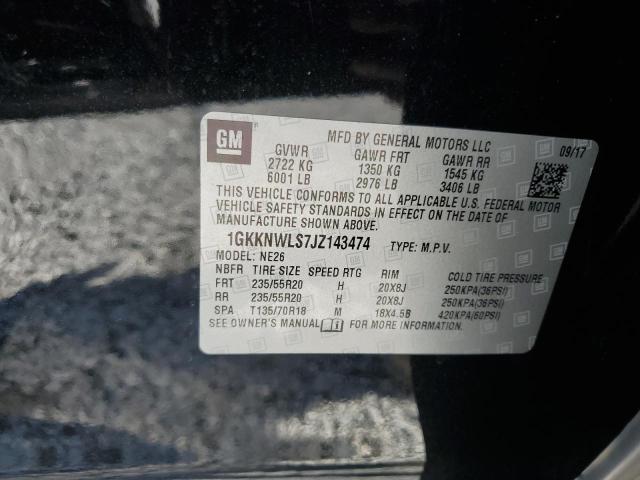 GM
MFD BY GENERAL MOTORS LLC 09/17
GVWR GAWR FRT GAWR RR
2722 KG 1350 KG 1545 KG
6001 LB 2976 LB 3406 LB
THIS VEHICLE CONFORMS TO ALL APPLICABLE U.S. FEDERAL MOTOR
VEHICLE SAFETY STANDARDS IN EFFECT ON THE DATE OF
MANUFACTURE SHOWN ABOVE.
1GKKNWLS7JZ143474 TYPE: M.P.V.
MODEL: NE26
NBFR TIRE SIZE SPEED RTG RIM COLD TIRE PRESSURE
FRT 235/55R20 H 20X8J 250KPA(36PSI)
RR 235/55R20 H 20X8J 250KPA(36PSI)
SPA T135/70R18 M 18X4.5B 420KPA(60PSI)
SEE OWNER'S MANUAL FOR MORE INFORMATION.